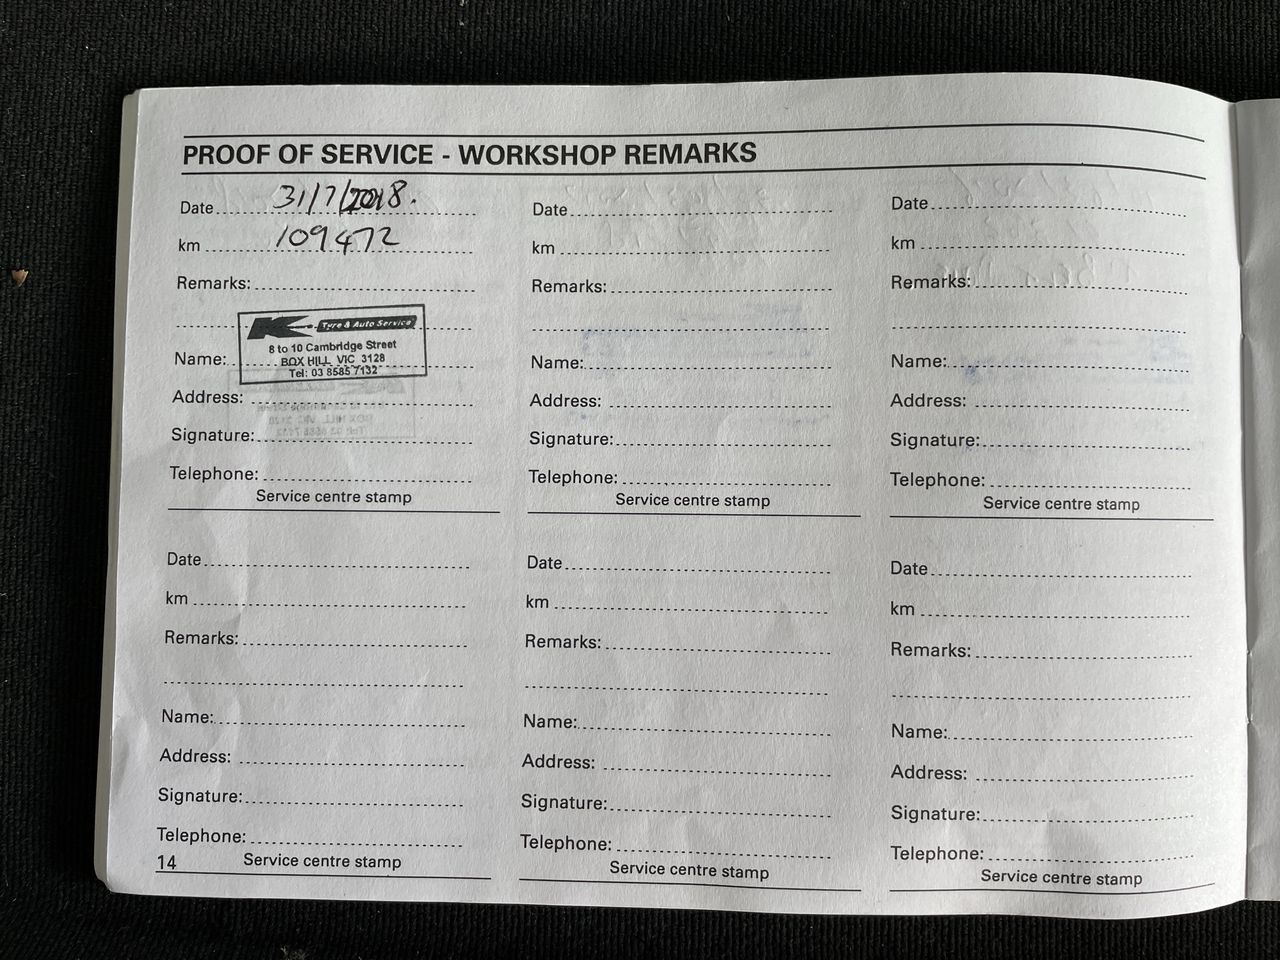 PROOF OF SERVICE - WORKSHOP REMARKS
Date 31/7/2018.
km 109472
Remarks:
K Tyre & Auto Service
8 to 10 Cambridge Street
Name: BOX HILL VIC 3128
Tel: 03 8585 7132
Address:
Signature:
Telephone:
Service centre stamp
Date
km
Remarks:
Name:
Address:
Signature:
Telephone:
Service centre stamp
Date
km
Remarks:
Name:
Address:
Signature:
Telephone:
Service centre stamp
Date
km
Remarks:
Name:
Address:
Signature:
Telephone:
14 Service centre stamp
Date
km
Remarks:
Name:
Address:
Signature:
Telephone:
Service centre stamp
Date
km
Remarks:
Name:
Address:
Signature:
Telephone:
Service centre stamp